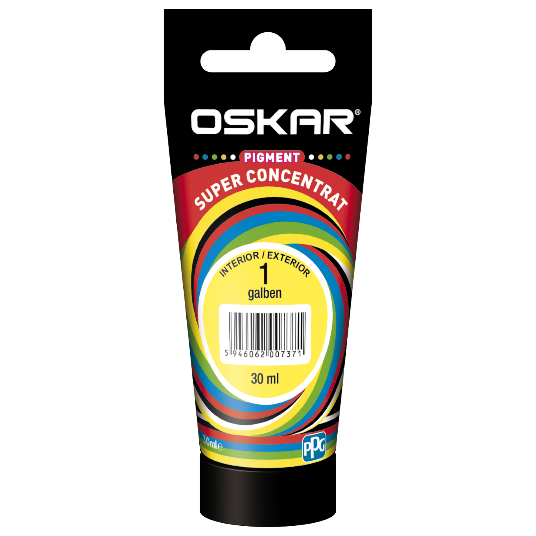 OSKAR®
PIGMENT
SUPER CONCENTRAT
INTERIOR / EXTERIOR
1
galben
5 946062 007371
30 ml
PPG